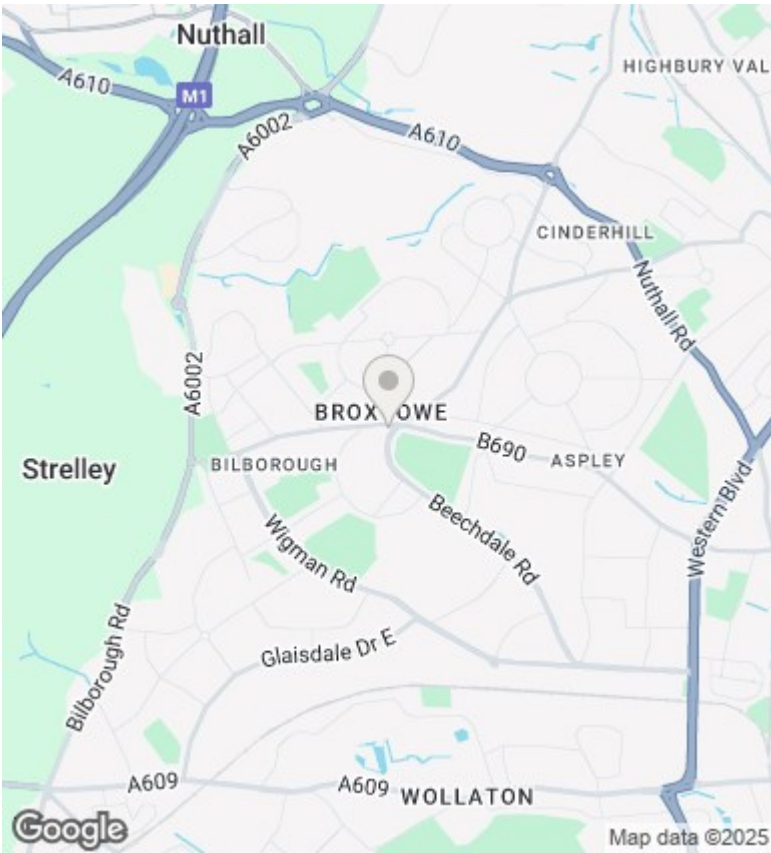 Nuthall
HIGHBURY VAL
A610
M1
A6002
A610
CINDERHILL
Nuthall Rd
A6002
BROX OWE
B690
ASPLEY
Strelley
BILBOROUGH
Western Blvd
Beechdale Rd
Wigman Rd
Glaisdale Dr E
Bilborough Rd
A609
A609
WOLLATON
Google
Map data ©2025